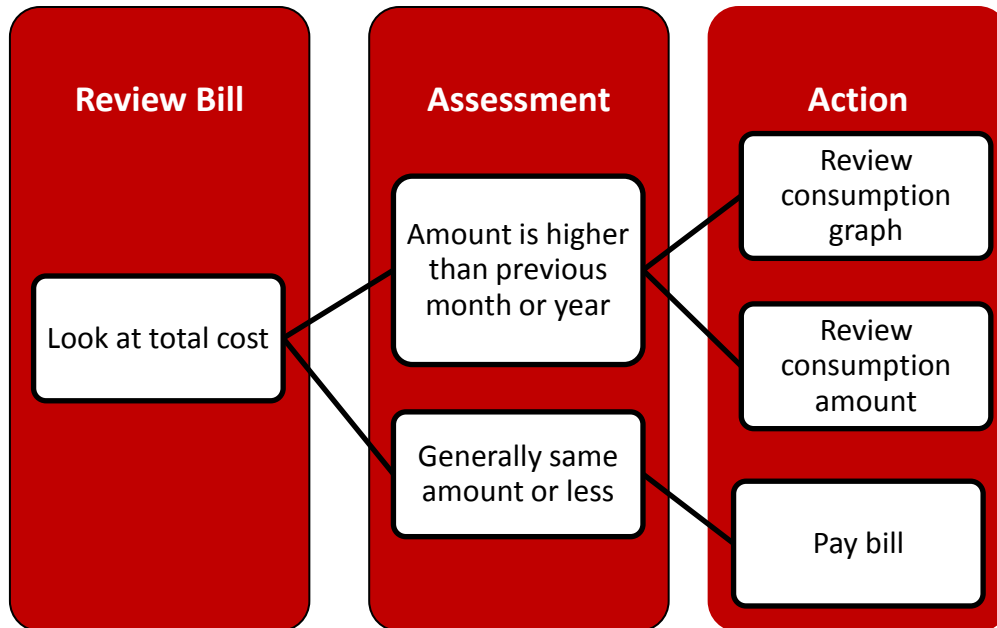 Review Bill
Look at total cost
Assessment
Amount is higher
than previous
month or year
Generally same
amount or less
Action
Review
consumption
graph
Review
consumption
amount
Pay bill